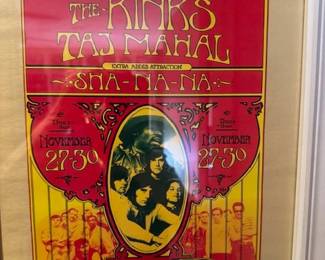 THE KINKS
TAJ MAHAL
EXTRA ADDED ATTRACTION
SHA-NA-NA
NOVEMBER NOVEMBER
27-30 27-30